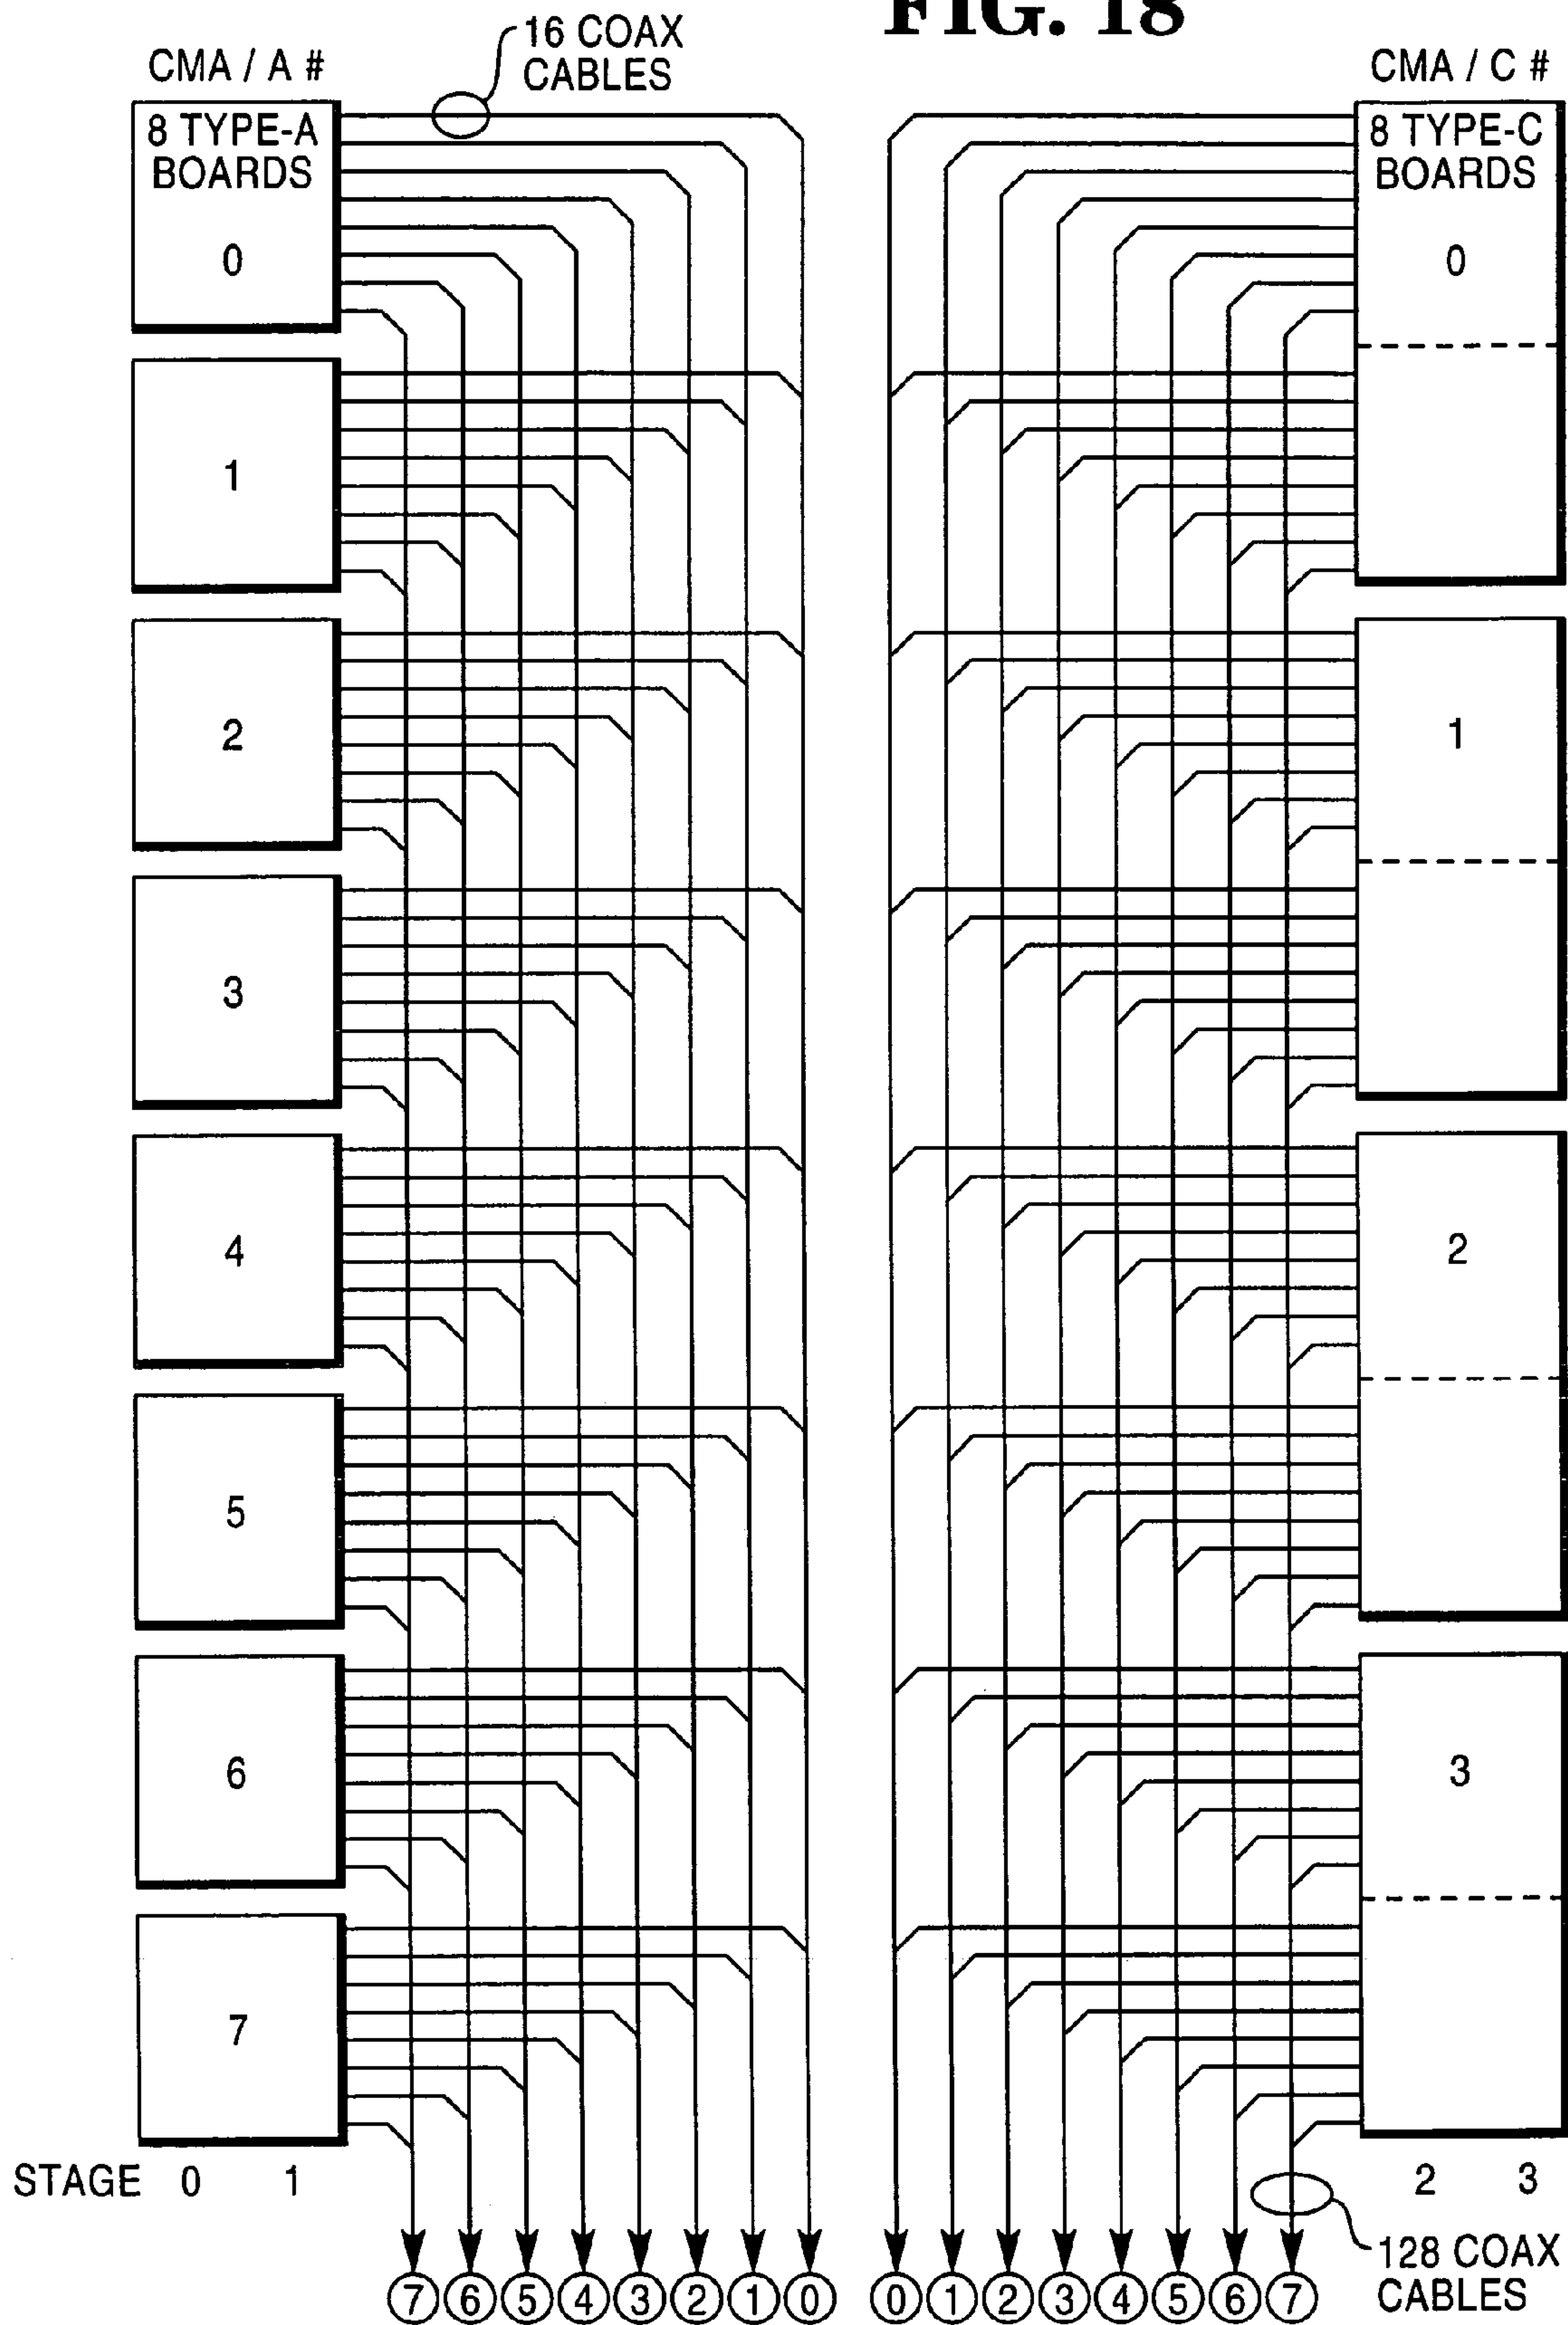 FIG. 18
16 COAX
CABLES
CMA / A #
CMA / C #
8 TYPE-A
BOARDS
0
8 TYPE-C
BOARDS
0
1
2
1
3
4
2
5
6
3
7
STAGE 0 1
2 3
128 COAX
CABLES
7 6 5 4 3 2 1 0 0 1 2 3 4 5 6 7